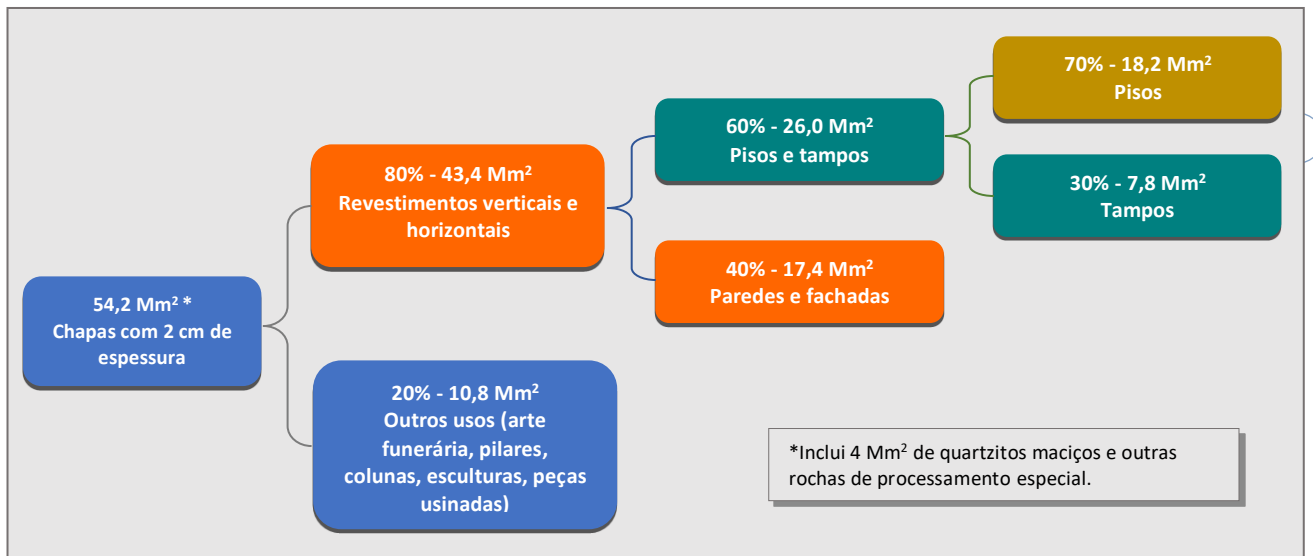 54,2 Mm² *
Chapas com 2 cm de
espessura
80% - 43,4 Mm²
Revestimentos verticais e
horizontais
20% - 10,8 Mm²
Outros usos (arte
funerária, pilares,
colunas, esculturas, peças
usinadas)
60% - 26,0 Mm²
Pisos e tampos
40% - 17,4 Mm²
Paredes e fachadas
70% - 18,2 Mm²
Pisos
30% - 7,8 Mm²
Tampos
*Inclui 4 Mm² de quartzitos maciços e outras
rochas de processamento especial.